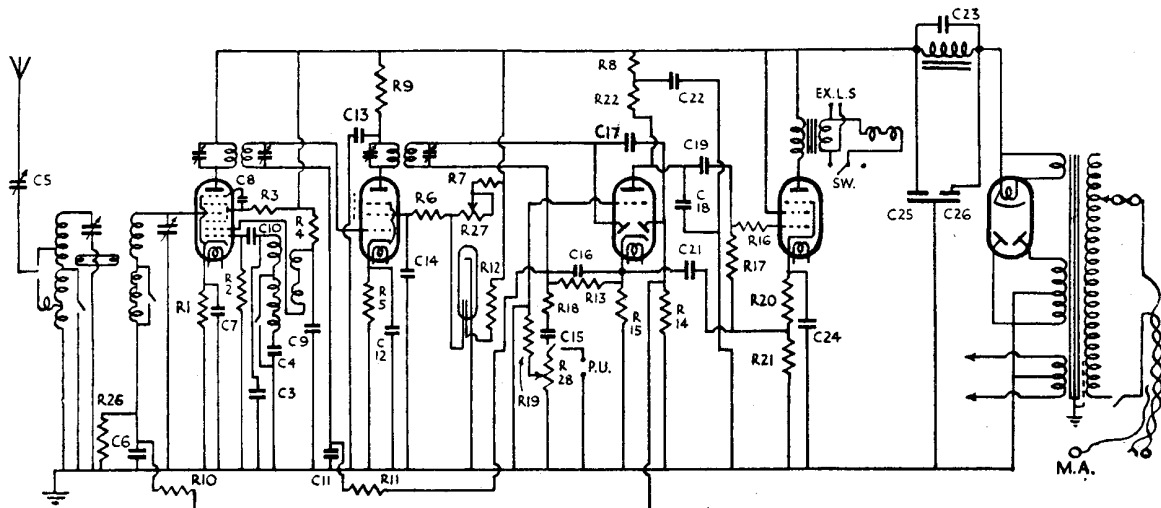 C23
R8
R9
R22
C22
EX.L.S
C13
C17
C19
SW.
C5
C8
R3
R7
C18
C25
C26
R4
R6
R27
C10
R16
C14
R12
C16
C21
R17
R2
R1
R5
R18
R13
R20
C7
R15
R14
C9
C12
C15
C24
C4
P.U.
R21
R28
C3
R19
R26
C6
M.A.
C11
R11
R10